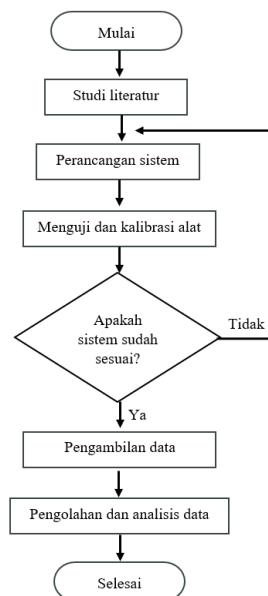 Mulai
Studi literatur
Perancangan sistem
Menguji dan kalibrasi alat
Apakah
sistem sudah
sesuai?
Tidak
Ya
Pengambilan data
Pengolahan dan analisis data
Selesai